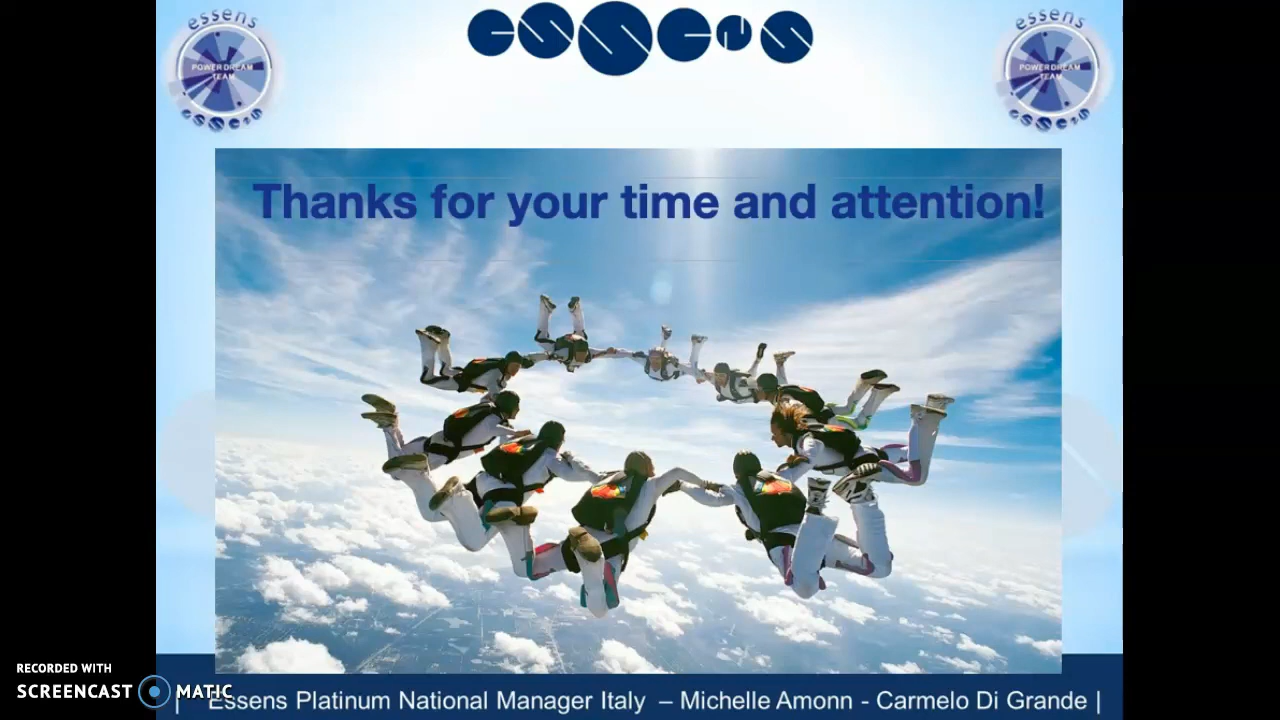 essens
essens
essens
POWER DREAM
TEAM
essens
POWER DREAM
TEAM
essens
Thanks for your time and attention!
RECORDED WITH
SCREENCAST MATIC
| Essens Platinum National Manager Italy – Michelle Amonn - Carmelo Di Grande |